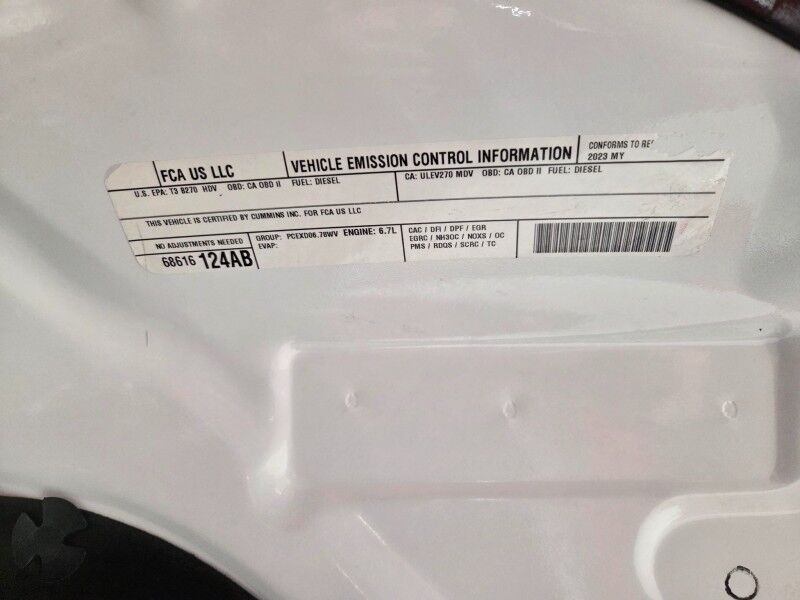 FCA US LLC
VEHICLE EMISSION CONTROL INFORMATION
CONFORMS TO
2023 MY
U.S. EPA: T3 B270 HDV OBD: CA OBD II FUEL: DIESEL
CA: ULEV270 MDV OBD: CA OBD II FUEL: DIESEL
THIS VEHICLE IS CERTIFIED BY CUMMINS INC. FOR FCA US LLC
NO ADJUSTMENTS NEEDED
68616 124AB
GROUP: PCEXD06.78WV ENGINE: 6.7L
EVAP:
CAC / DFI / DPF / EGR
EGRC / NH3OC / NOXS / OC
PMS / RDQS / SCRC / TC